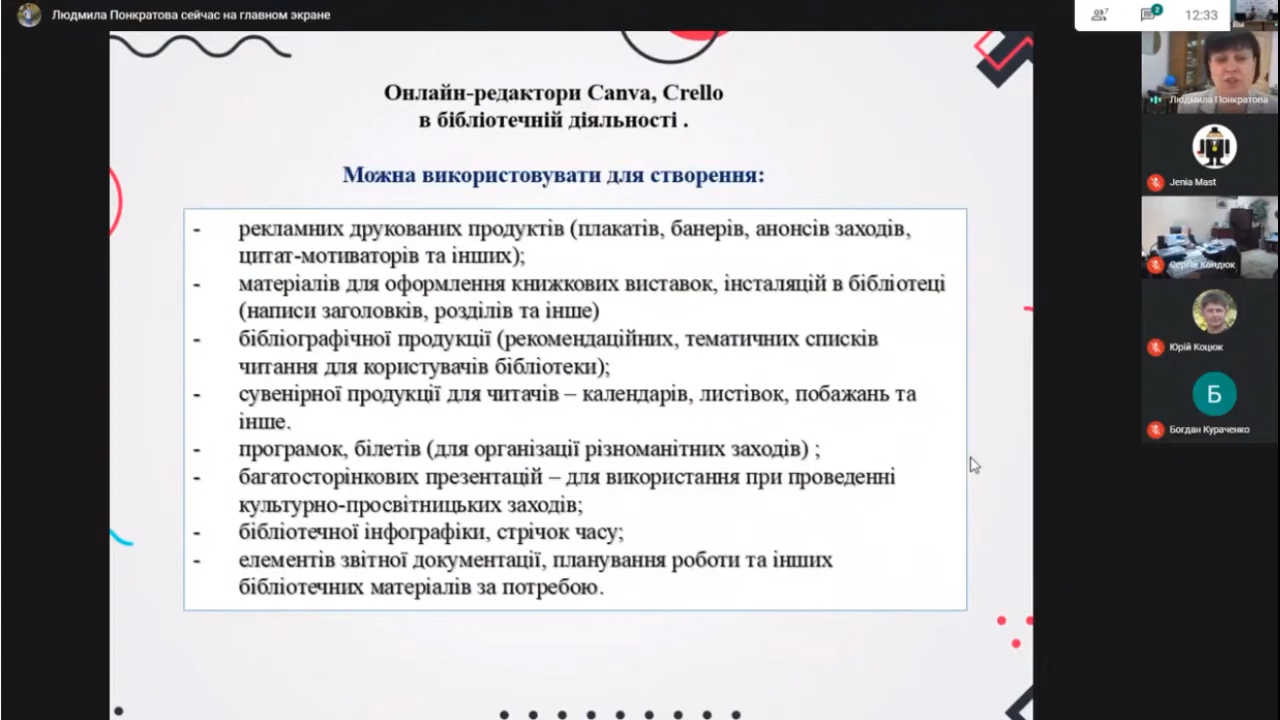 Людмила Понкратова сейчас на главном экране
7
2
12:33
Вы
Онлайн-редактори Canva, Crello
в бібліотечній діяльності .
Можна використовувати для створення:
- рекламних друкованих продуктів (плакатів, банерів, анонсів заходів,
цитат-мотиваторів та інших);
- матеріалів для оформлення книжкових виставок, інсталяцій в бібліотеці
(написи заголовків, розділів та інше)
- бібліографічної продукції (рекомендаційних, тематичних списків
читання для користувачів бібліотеки);
- сувенірної продукції для читачів – календарів, листівок, побажань та
інше.
- програмок, білетів (для організації різноманітних заходів) ;
- багатосторінкових презентацій – для використання при проведенні
культурно-просвітницьких заходів;
- бібліотечної інфографіки, стрічок часу;
- елементів звітної документації, планування роботи та інших
бібліотечних матеріалів за потребою.
Людмила Понкратова
Jenia Mast
Сергій Кондюк
Юрій Коцюк
Б
Богдан Кураченко